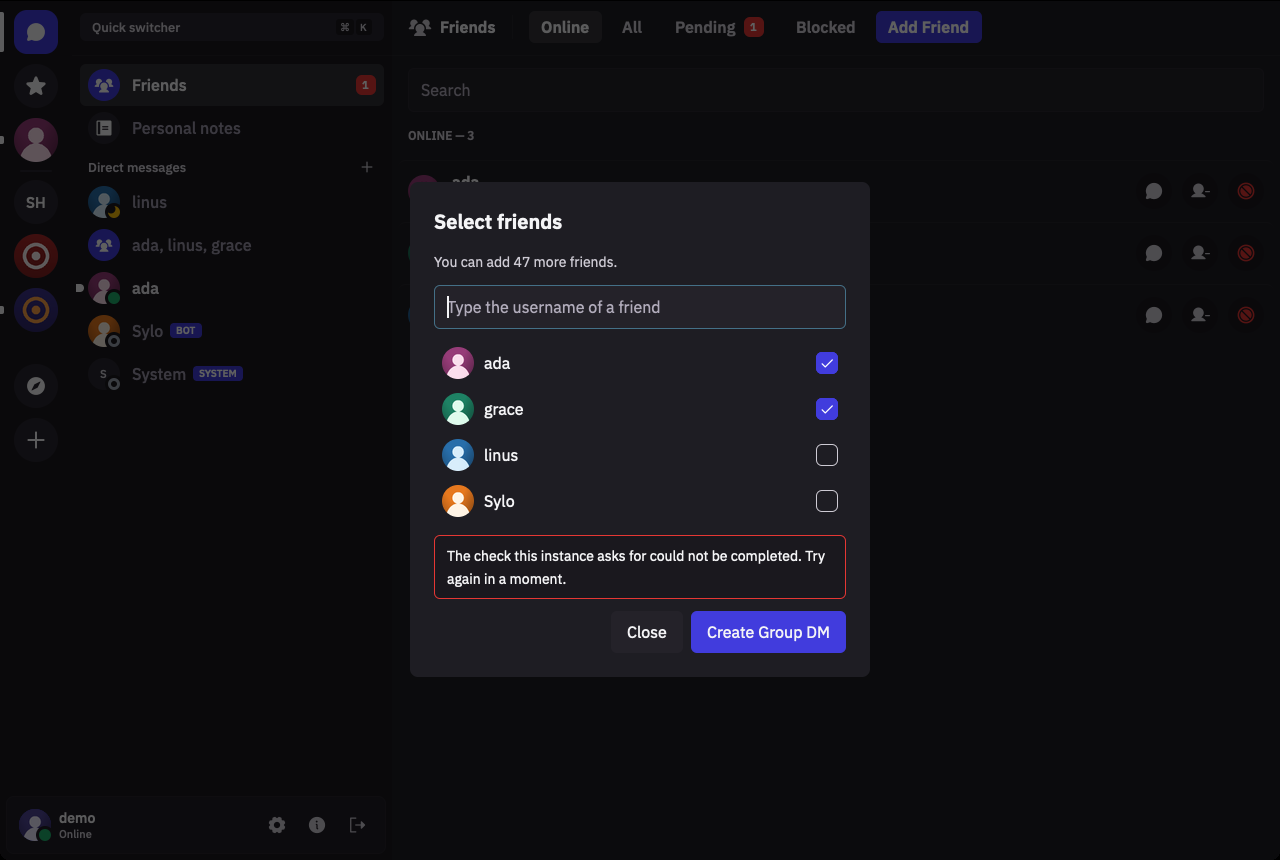 Quick switcher
⌘ K
Friends
Online
All
Pending 1
Blocked
Add Friend
Friends 1
Personal notes
Direct messages
linus
ada, linus, grace
ada
Sylo BOT
S System SYSTEM
SH
Search
ONLINE — 3
ada
Select friends
You can add 47 more friends.
Type the username of a friend
ada
grace
linus
Sylo
The check this instance asks for could not be completed. Try
again in a moment.
Close
Create Group DM
demo
Online